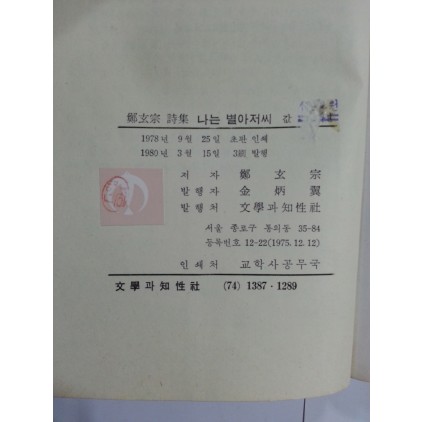 鄭玄宗 詩集 나는 별아저씨 값
1978년 9월 25일 초판 인쇄
1980년 3월 15일 3刷 발행
저 자 鄭玄宗
발행자 金炳翼
발행처 文學과知性社
서울 종로구 통의동 35-84
등록번호 12-22(1975.12.12)
인쇄처 교학사공무국
文學과知性社 (74) 1387·1289